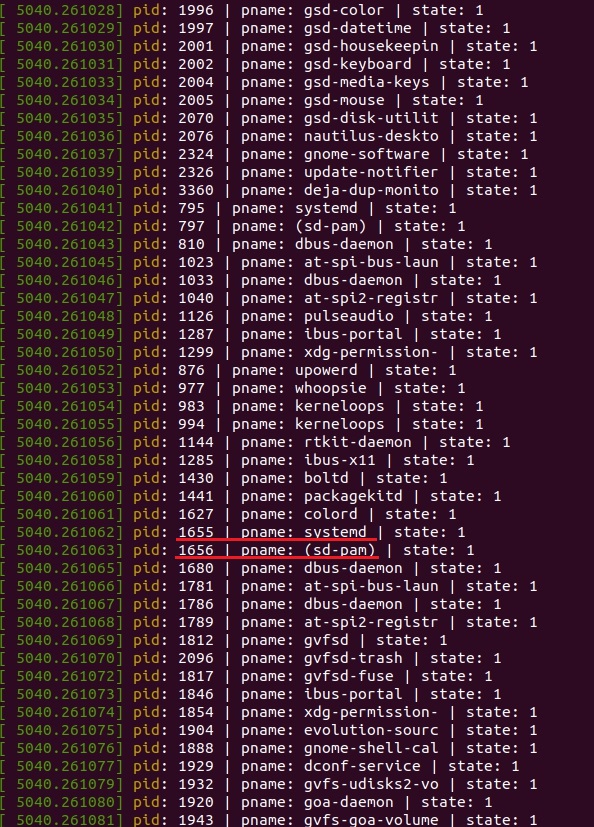 [ 5040.261028] pid: 1996 | pname: gsd-color | state: 1
[ 5040.261029] pid: 1997 | pname: gsd-datetime | state: 1
[ 5040.261030] pid: 2001 | pname: gsd-housekeepin | state: 1
[ 5040.261031] pid: 2002 | pname: gsd-keyboard | state: 1
[ 5040.261033] pid: 2004 | pname: gsd-media-keys | state: 1
[ 5040.261034] pid: 2005 | pname: gsd-mouse | state: 1
[ 5040.261035] pid: 2070 | pname: gsd-disk-utilit | state: 1
[ 5040.261036] pid: 2076 | pname: nautilus-deskto | state: 1
[ 5040.261037] pid: 2324 | pname: gnome-software | state: 1
[ 5040.261039] pid: 2326 | pname: update-notifier | state: 1
[ 5040.261040] pid: 3360 | pname: deja-dup-monito | state: 1
[ 5040.261041] pid: 795 | pname: systemd | state: 1
[ 5040.261042] pid: 797 | pname: (sd-pam) | state: 1
[ 5040.261043] pid: 810 | pname: dbus-daemon | state: 1
[ 5040.261045] pid: 1023 | pname: at-spi-bus-laun | state: 1
[ 5040.261046] pid: 1033 | pname: dbus-daemon | state: 1
[ 5040.261047] pid: 1040 | pname: at-spi2-registr | state: 1
[ 5040.261048] pid: 1126 | pname: pulseaudio | state: 1
[ 5040.261049] pid: 1287 | pname: ibus-portal | state: 1
[ 5040.261050] pid: 1299 | pname: xdg-permission- | state: 1
[ 5040.261052] pid: 876 | pname: upowerd | state: 1
[ 5040.261053] pid: 977 | pname: whoopsie | state: 1
[ 5040.261054] pid: 983 | pname: kerneloops | state: 1
[ 5040.261055] pid: 994 | pname: kerneloops | state: 1
[ 5040.261056] pid: 1144 | pname: rtkit-daemon | state: 1
[ 5040.261058] pid: 1285 | pname: ibus-x11 | state: 1
[ 5040.261059] pid: 1430 | pname: boltd | state: 1
[ 5040.261060] pid: 1441 | pname: packagekitd | state: 1
[ 5040.261061] pid: 1627 | pname: colord | state: 1
[ 5040.261062] pid: 1655 | pname: systemd | state: 1
[ 5040.261063] pid: 1656 | pname: (sd-pam) | state: 1
[ 5040.261065] pid: 1680 | pname: dbus-daemon | state: 1
[ 5040.261066] pid: 1781 | pname: at-spi-bus-laun | state: 1
[ 5040.261067] pid: 1786 | pname: dbus-daemon | state: 1
[ 5040.261068] pid: 1789 | pname: at-spi2-registr | state: 1
[ 5040.261069] pid: 1812 | pname: gvfsd | state: 1
[ 5040.261070] pid: 2096 | pname: gvfsd-trash | state: 1
[ 5040.261072] pid: 1817 | pname: gvfsd-fuse | state: 1
[ 5040.261073] pid: 1846 | pname: ibus-portal | state: 1
[ 5040.261074] pid: 1854 | pname: xdg-permission- | state: 1
[ 5040.261075] pid: 1904 | pname: evolution-sourc | state: 1
[ 5040.261076] pid: 1888 | pname: gnome-shell-cal | state: 1
[ 5040.261077] pid: 1929 | pname: dconf-service | state: 1
[ 5040.261079] pid: 1932 | pname: gvfs-udisks2-vo | state: 1
[ 5040.261080] pid: 1920 | pname: goa-daemon | state: 1
[ 5040.261081] pid: 1943 | pname: gvfs-goa-volume | state: 1